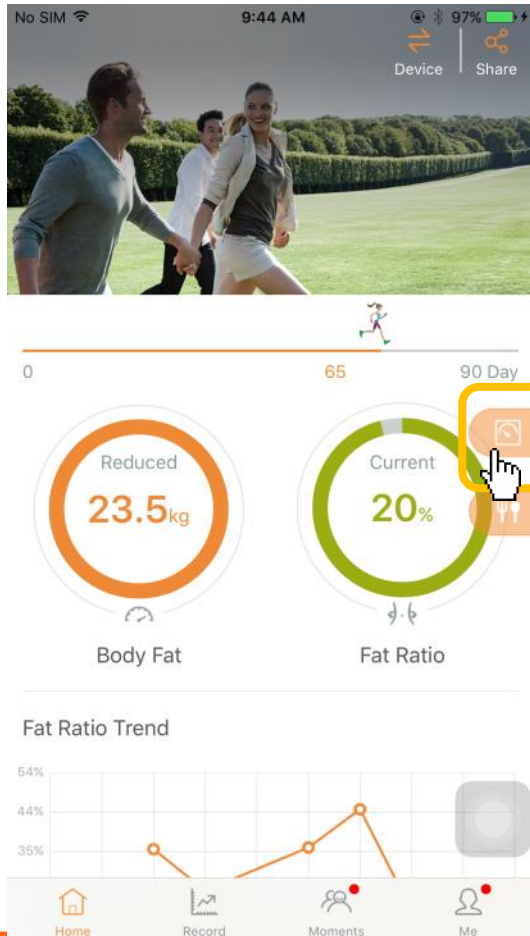 No SIM 9:44 AM 97%
Device Share
0 65 90 Day
Reduced Current
23.5kg 20%
Body Fat Fat Ratio
Fat Ratio Trend
54%
44%
35%
Home Record Moments Me